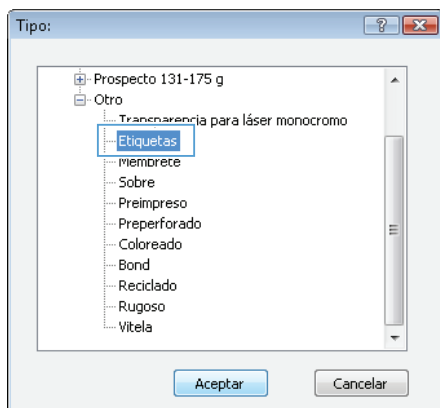 Tipo:
Prospecto 131-175 g
Otro
Transparencia para láser monocromo
Etiquetas
Membrete
Sobre
Preimpreso
Preperforado
Coloreado
Bond
Reciclado
Rugoso
Vitela
Aceptar Cancelar